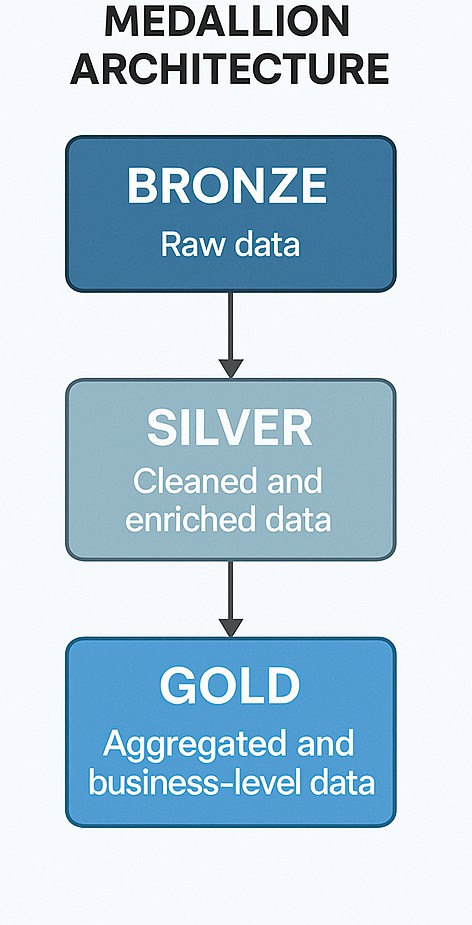 MEDALLION
ARCHITECTURE
BRONZE
Raw data
SILVER
Cleaned and
enriched data
GOLD
Aggregated and
business-level data